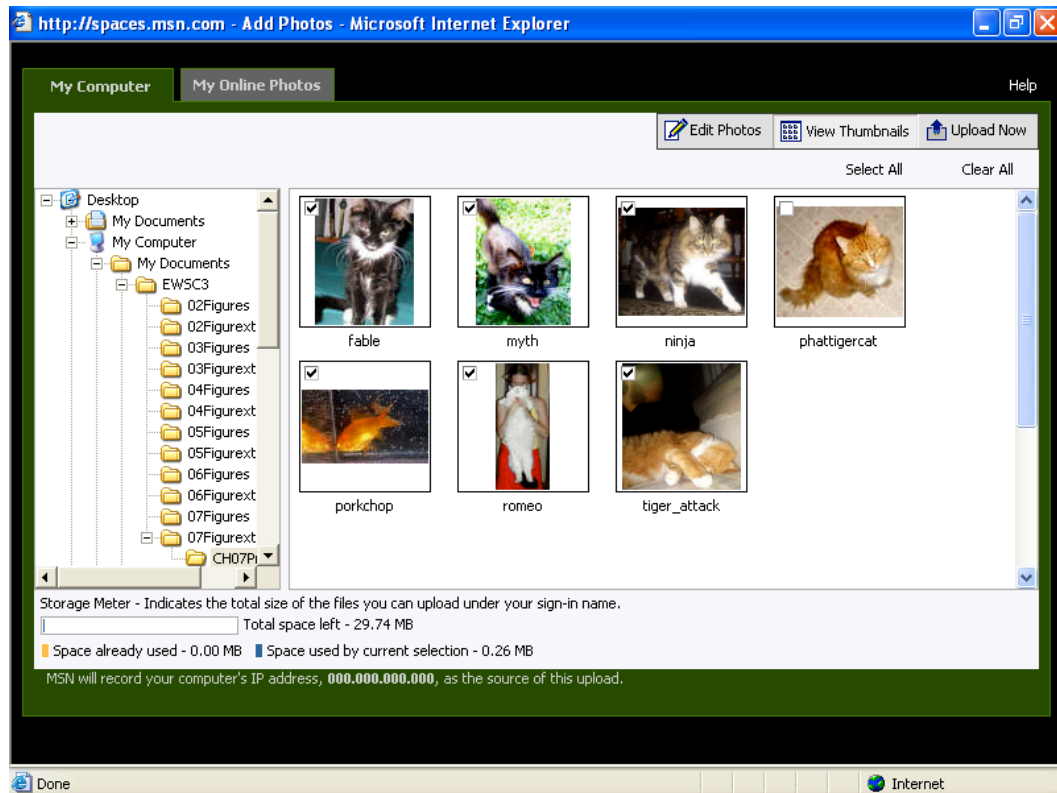 http://spaces.msn.com - Add Photos - Microsoft Internet Explorer
My Computer
My Online Photos
Help
Edit Photos
View Thumbnails
Upload Now
Select All
Clear All
Desktop
My Documents
My Computer
My Documents
EWSC3
02Figures
02Figurext
03Figures
03Figurext
04Figures
04Figurext
05Figures
05Figurext
06Figures
06Figurext
07Figures
07Figurext
fable
myth
ninja
phattigercat
porkchop
romeo
tiger_attack
Storage Meter - Indicates the total size of the files you can upload under your sign-in name.
Total space left - 29.74 MB
Space already used - 0.00 MB Space used by current selection - 0.26 MB
MSN will record your computer's IP address, 000.000.000.000, as the source of this upload.
Done
Internet